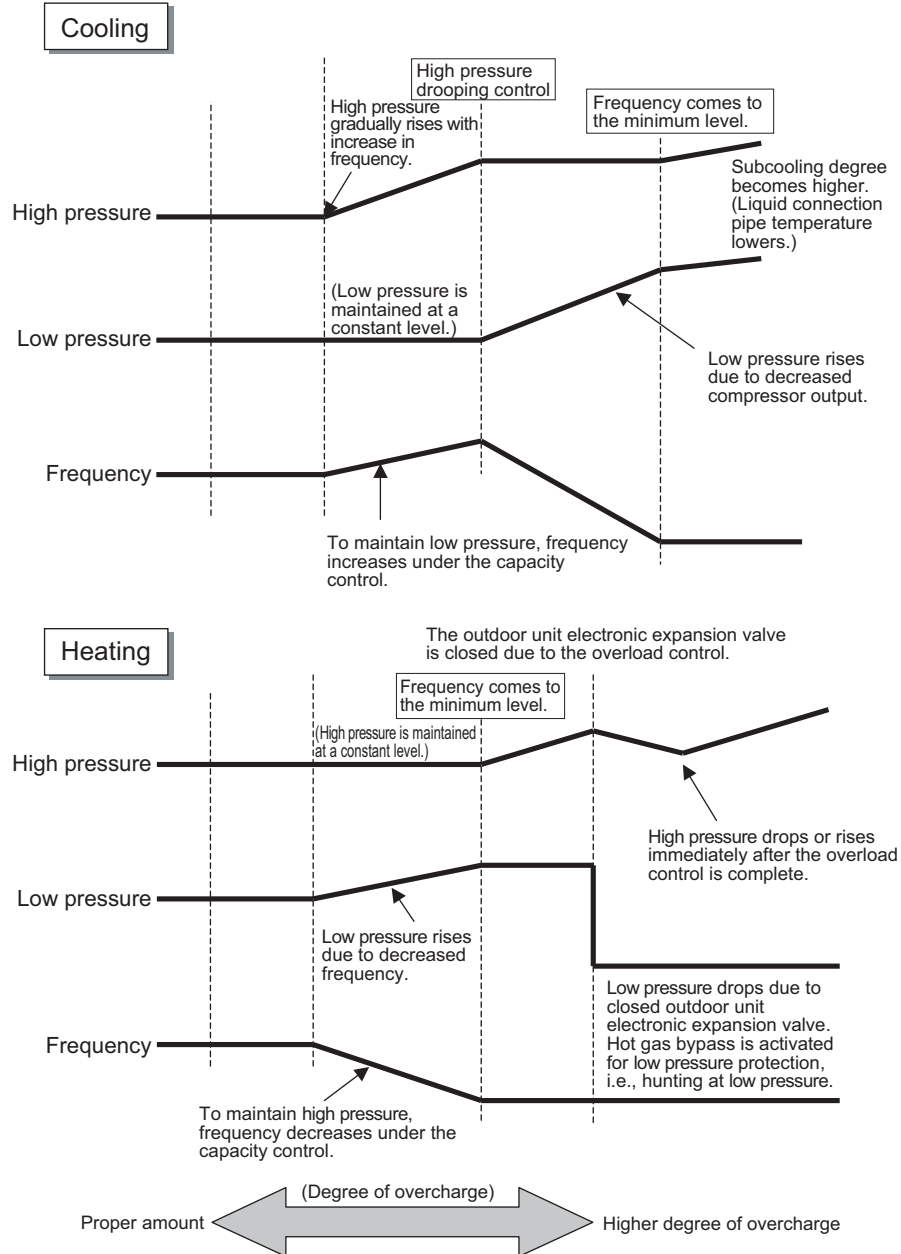 Cooling
High pressure
drooping control
Frequency comes to
the minimum level.
High pressure
gradually rises with
increase in
frequency.
Subcooling degree
becomes higher.
(Liquid connection
pipe temperature
lowers.)
High pressure
(Low pressure is
maintained at a
constant level.)
Low pressure
Low pressure rises
due to decreased
compressor output.
Frequency
To maintain low pressure, frequency
increases under the capacity
control.
Heating
The outdoor unit electronic expansion valve
is closed due to the overload control.
Frequency comes to
the minimum level.
(High pressure is maintained
at a constant level.)
High pressure
High pressure drops or rises
immediately after the overload
control is complete.
Low pressure
Low pressure rises
due to decreased
frequency.
Low pressure drops due to
closed outdoor unit
electronic expansion valve.
Hot gas bypass is activated
for low pressure protection,
i.e., hunting at low pressure.
Frequency
To maintain high pressure,
frequency decreases under the
capacity control.
(Degree of overcharge)
Proper amount
Higher degree of overcharge